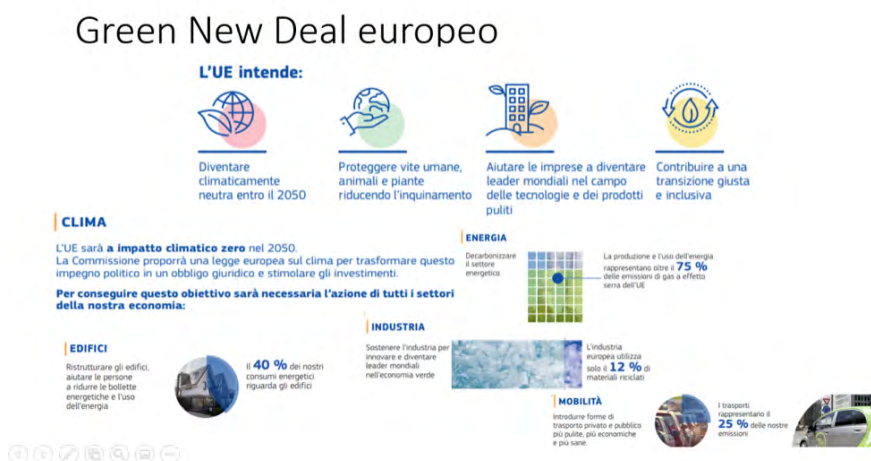 Green New Deal europeo
L'UE intende:
Diventare
climaticamente
neutra entro il 2050
Proteggere vite umane,
animali e piante
riducendo l'inquinamento
Aiutare le imprese a diventare
leader mondiali nel campo
delle tecnologie e dei prodotti
puliti
Contribuire a una
transizione giusta
e inclusiva
CLIMA
L'UE sarà a impatto climatico zero nel 2050.
La Commissione proporrà una legge europea sul clima per trasformare questo
impegno politico in un obbligo giuridico e stimolare gli investimenti.
Per conseguire questo obiettivo sarà necessaria l'azione di tutti i settori
della nostra economia:
ENERGIA
Decarbonizzare
il settore
energetico
La produzione e l'uso dell'energia
rappresentano oltre il 75 %
delle emissioni di gas a effetto
serra dell'UE
INDUSTRIA
Sostenere l'industria per
innovare e diventare
leader mondiali
nell'economia verde
L'industria
europea utilizza
solo il 12 % di
materiali riciclati
EDIFICI
Ristrutturare gli edifici,
aiutare le persone
a ridurre le bollette
energetiche e l'uso
dell'energia
Il 40 % dei nostri
consumi energetici
riguarda gli edifici
MOBILITÀ
Introdurre forme di
trasporto privato e pubblico
più pulite, più economiche
e più sane
I trasporti
rappresentano il
25 % delle nostre
emissioni